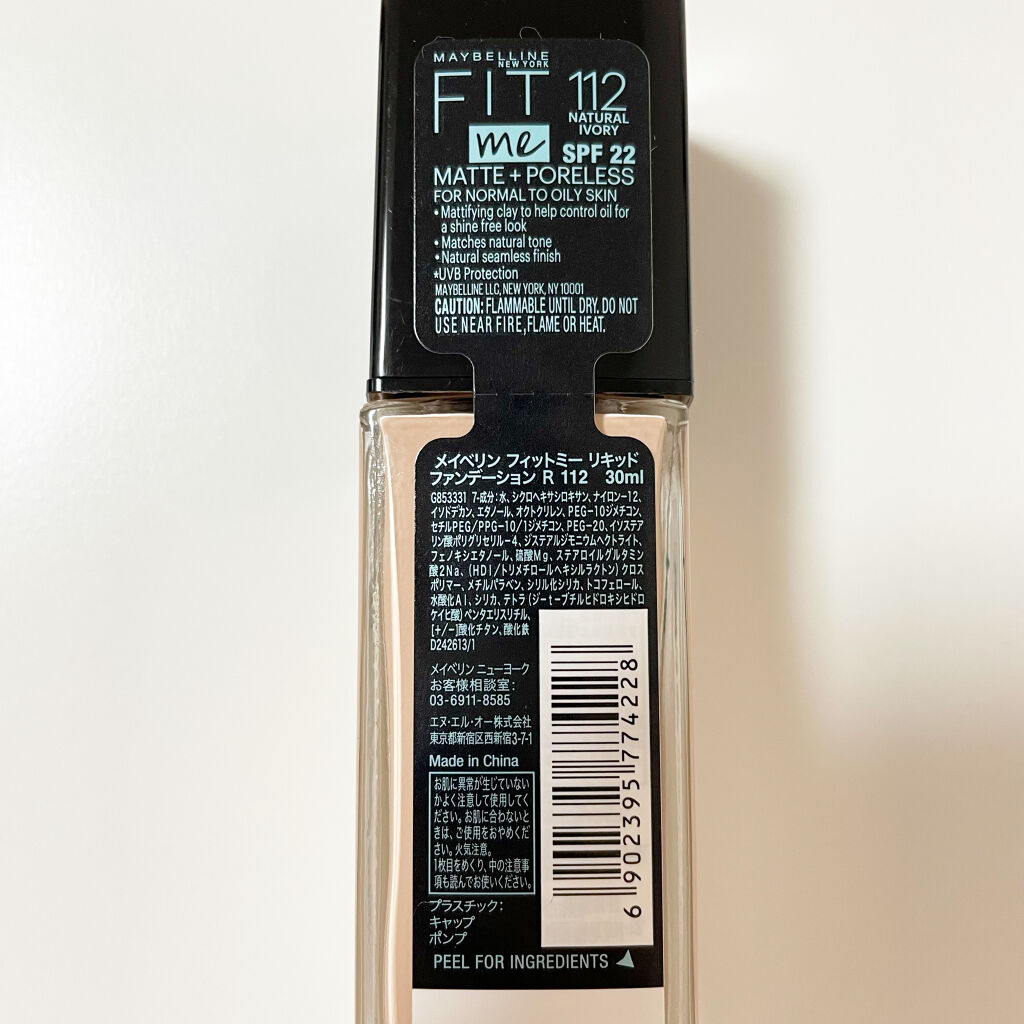 MAYBELLINE
NEW YORK
FIT
me
112
NATURAL
IVORY
SPF 22
MATTE + PORELESS
FOR NORMAL TO OILY SKIN
• Mattifying clay to help control oil for
a shine free look
• Matches natural tone
• Natural seamless finish
*UVB Protection
MAYBELLINE LLC, NEW YORK, NY 10001
CAUTION: FLAMMABLE UNTIL DRY. DO NOT
USE NEAR FIRE, FLAME OR HEAT.
メイベリン フィットミー リキッド
ファンデーション R 112 30ml
G853331 7-成分：水、シクロヘキサシロキサン、ナイロン-12、
イソドデカン、エタノール、オクトクリレン、PEG-10ジメチコン、
セチルPEG/PPG-10/1ジメチコン、PEG-20、イソステア
リン酸ポリグリセリル-4、ジステアルジモニウムヘクトライト、
フェノキシエタノール、硫酸Mg、ステアロイルグルタミン
酸2Na、(HDI/トリメチロールヘキシルラクトン)クロス
ポリマー、メチルパラベン、シリル化シリカ、トコフェロール、
水酸化Al、シリカ、テトラ(ジ-t-ブチルヒドロキシヒドロ
ケイヒ酸)ペンタエリスリチル、
[+/-]酸化チタン、酸化鉄
D242613/1
メイベリン ニューヨーク
お客様相談室：
03-6911-8585
エヌ・エル・オー株式会社
東京都新宿区西新宿3-7-1
Made in China
お肌に異常が生じていない
かよく注意して使用してく
ださい。お肌に合わないと
きは、ご使用をおやめくだ
さい。火気注意。
1枚目をめくり、中の注意事
項も読んでお使いください。
プラスチック：
キャップ
ポンプ
6 902395 774228
PEEL FOR INGREDIENTS